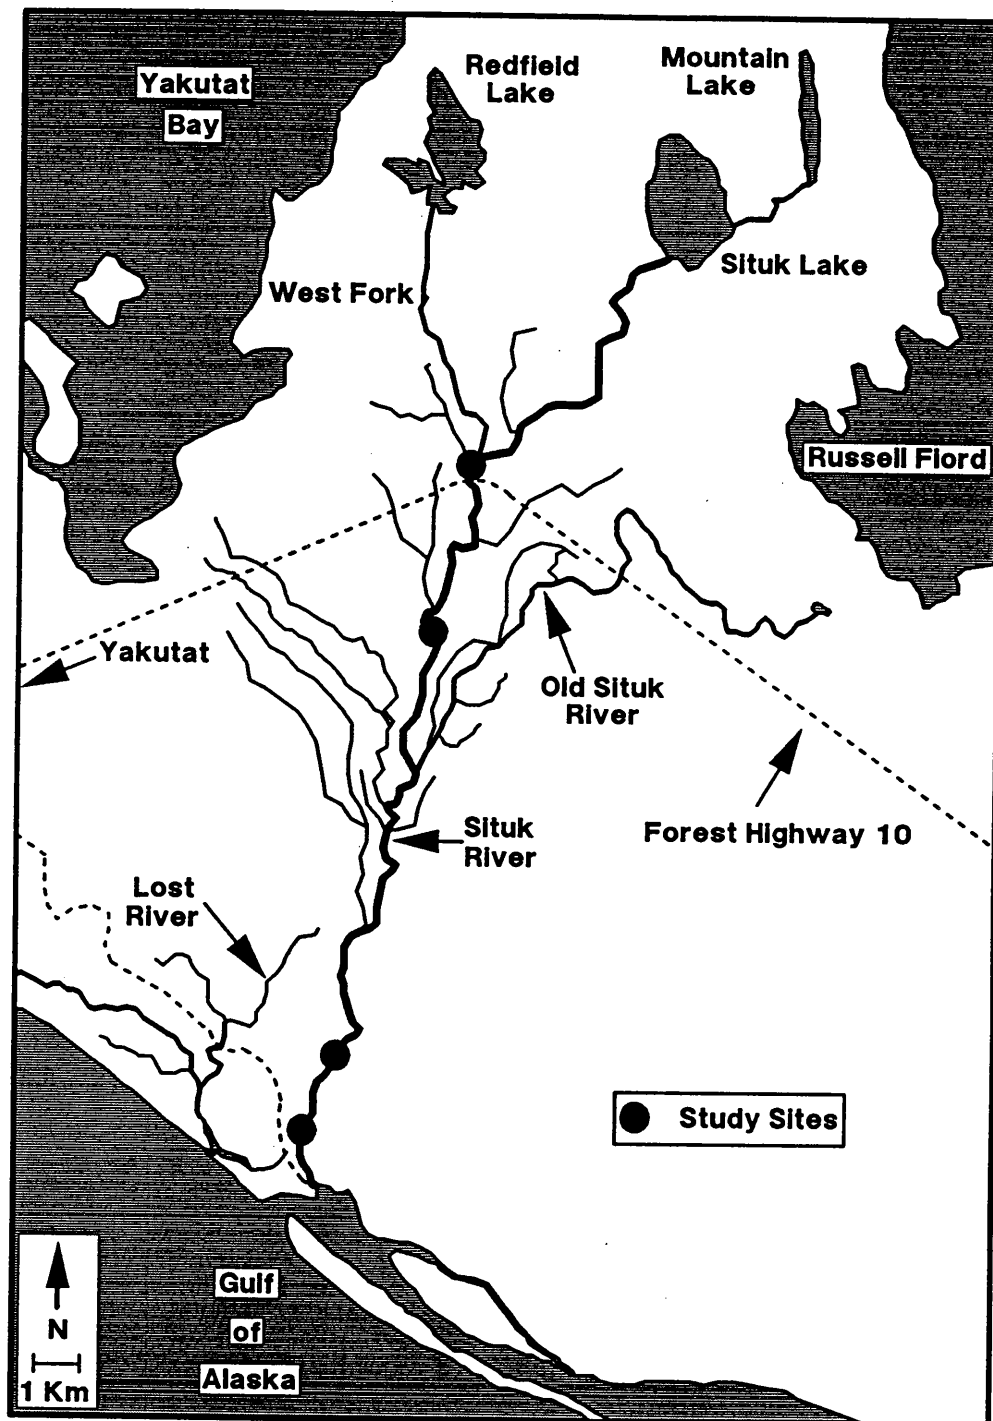 Yakutat
Bay
Redfield
Lake
Mountain
Lake
Situk Lake
West Fork
Russell Fiord
Yakutat
Old Situk
River
Forest Highway 10
Situk
River
Lost
River
Study Sites
Gulf
of
Alaska
N
1 Km